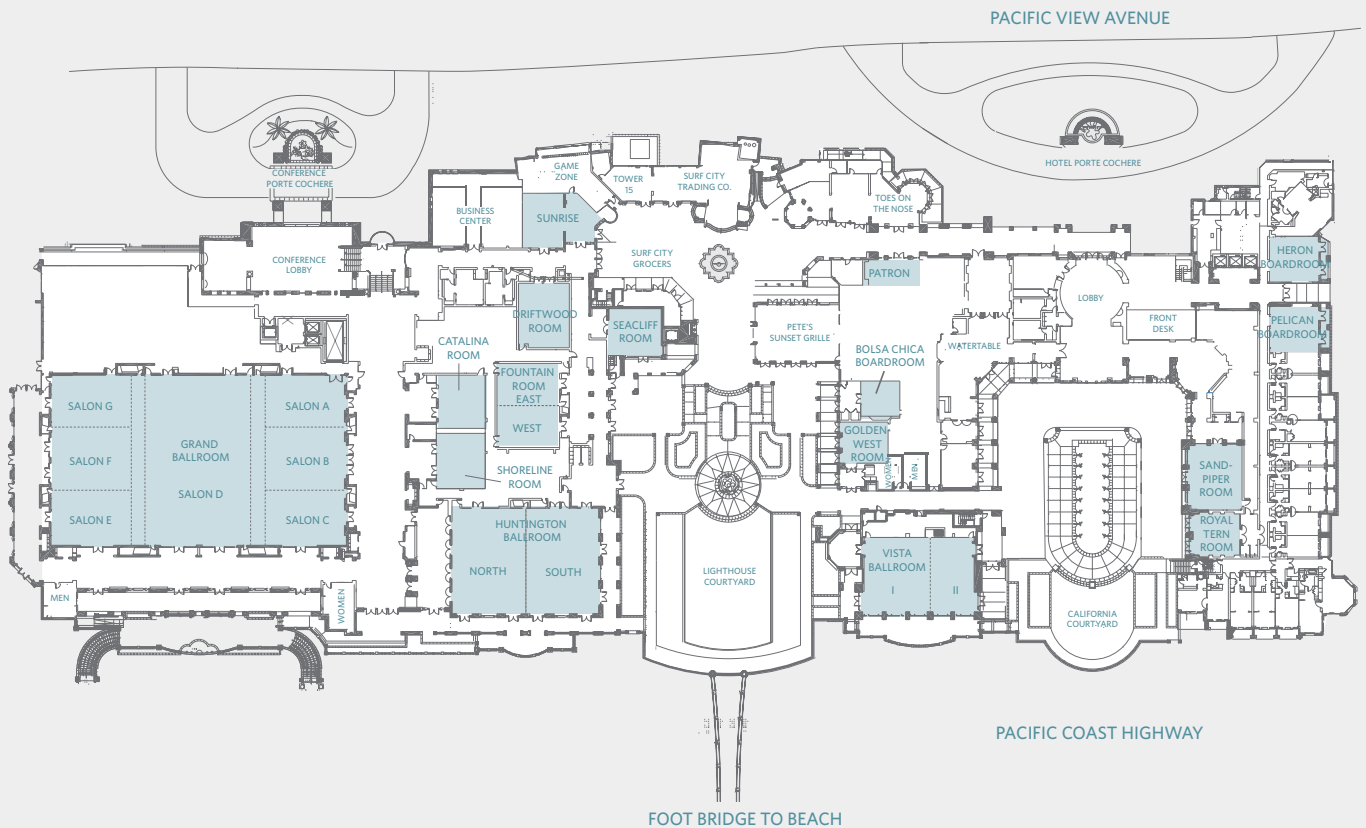 PACIFIC VIEW AVENUE
HOTEL PORTE COCHERE
CONFERENCE
PORTE COCHERE
GAME
ZONE
TOWER
15
SURF CITY
TRADING CO.
TOES ON
THE NOSE
BUSINESS
CENTER
SUNRISE
CONFERENCE
LOBBY
SURF CITY
GROCERS
PATRON
HERON
BOARDROOM
LOBBY
DRIFTWOOD
ROOM
SEACLIFF
ROOM
PETE'S
SUNSET GRILLE
FRONT
DESK
PELICAN
BOARDROOM
CATALINA
ROOM
BOLSA CHICA
BOARDROOM
WATERTABLE
FOUNTAIN
ROOM
EAST
WEST
SALON G
SALON A
GRAND
BALLROOM
SALON F
SALON B
SALON D
SALON E
SALON C
GOLDEN
WEST
ROOM
WOMEN
MEN
SHORELINE
ROOM
SAND-
PIPER
ROOM
ROYAL
TERN
ROOM
HUNTINGTON
BALLROOM
NORTH
SOUTH
LIGHTHOUSE
COURTYARD
VISTA
BALLROOM
I
II
MEN
WOMEN
CALIFORNIA
COURTYARD
PACIFIC COAST HIGHWAY
FOOT BRIDGE TO BEACH